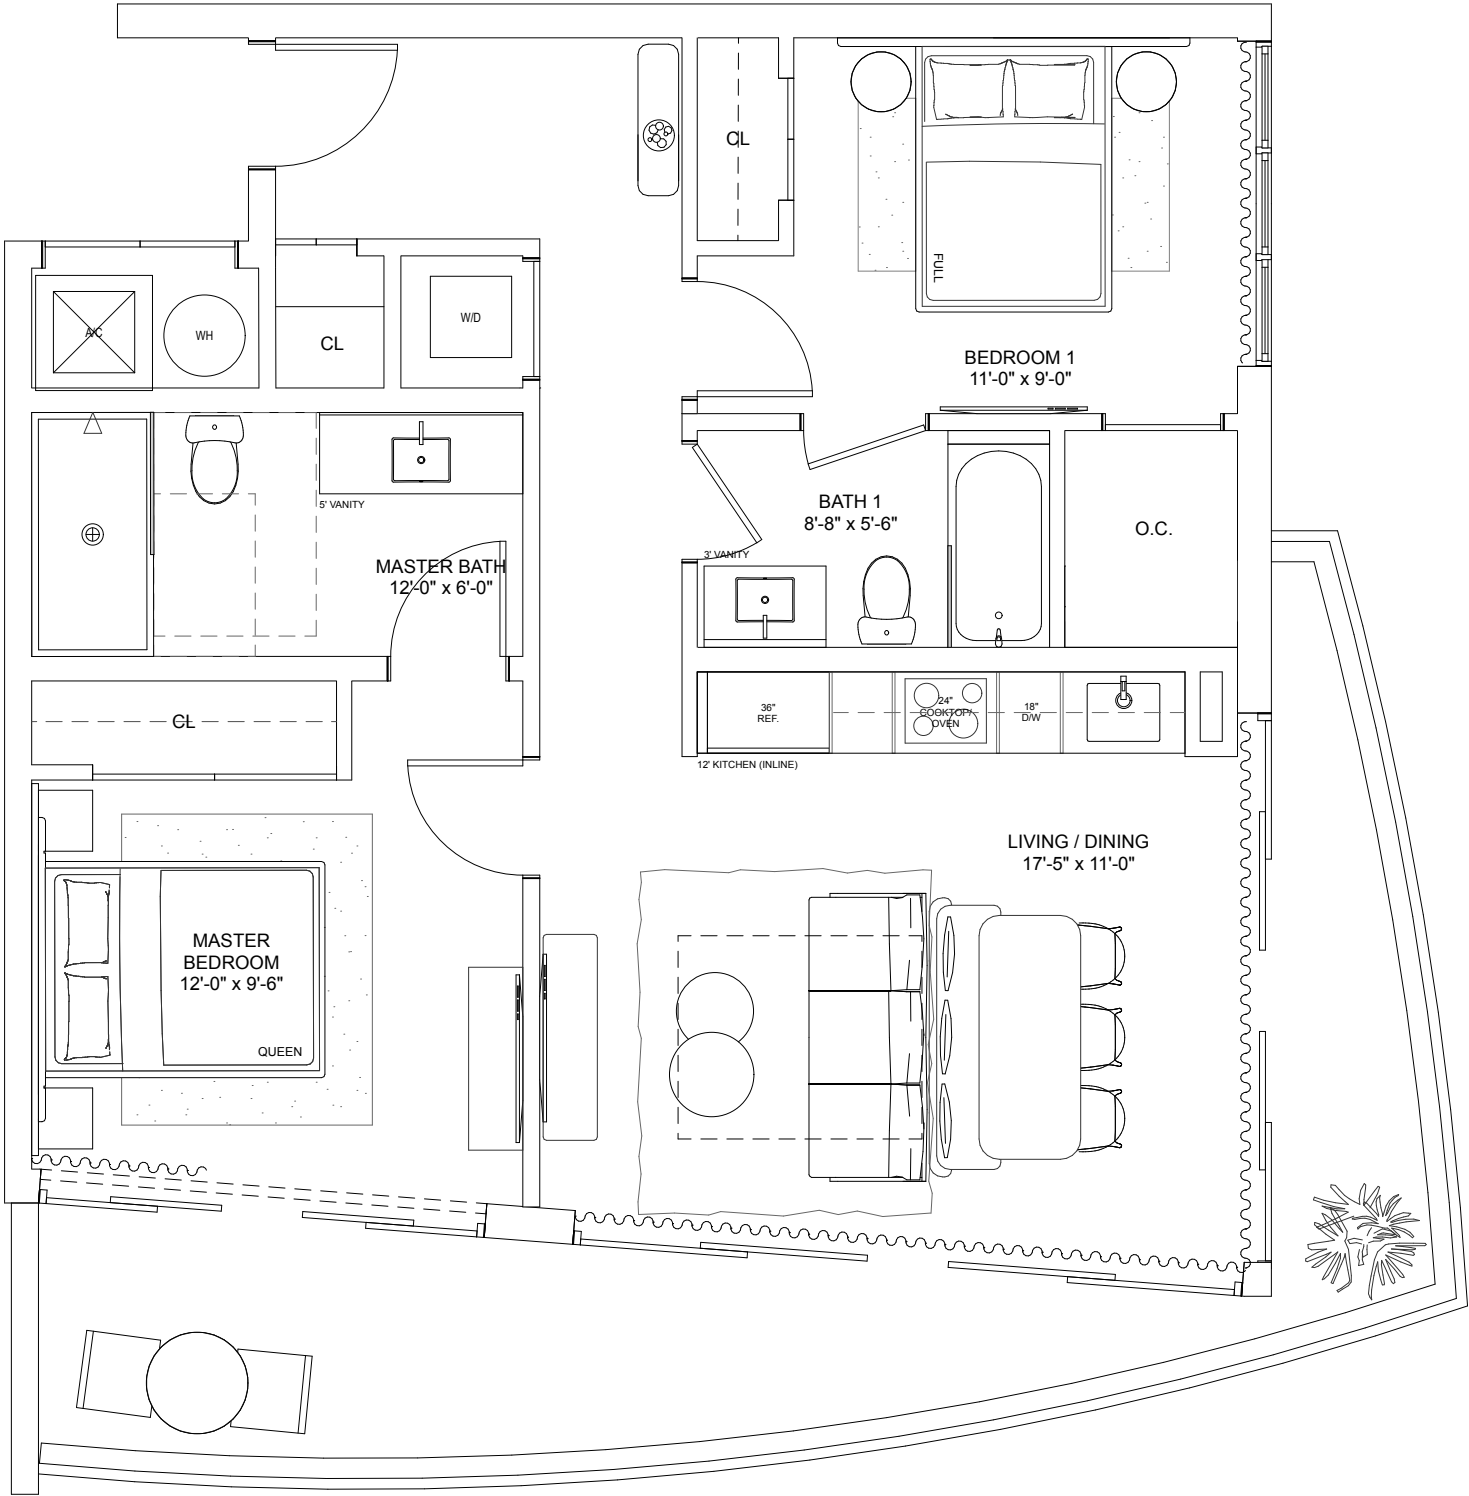 CL
FULL
BEDROOM 1
11'-0" x 9'-0"
A/C
WH
CL
W/D
5' VANITY
MASTER BATH
12'-0" x 6'-0"
BATH 1
8'-8" x 5'-6"
3' VANITY
O.C.
CL
36"
REF.
24"
COOKTOP/
OVEN
18"
D/W
12' KITCHEN (INLINE)
LIVING / DINING
17'-5" x 11'-0"
MASTER
BEDROOM
12'-0" x 9'-6"
QUEEN